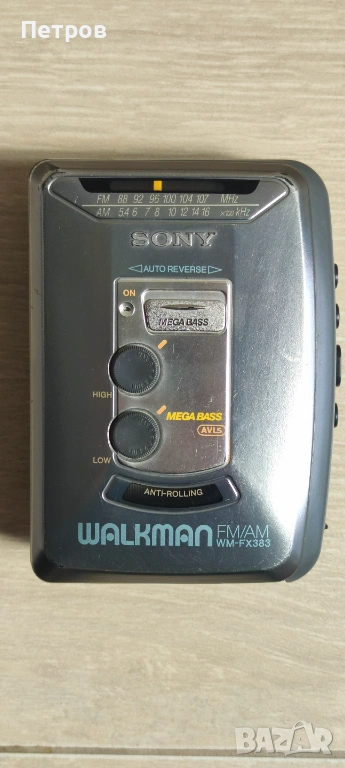 Петров
FM 88 92 96 100 104 107 MHz
AM 5.4 6 7 8 10 12 14 16 x100 kHz
SONY
◁AUTO REVERSE▷
ON
MEGA BASS
HIGH
MEGA BASS
AVLS
LOW
ANTI-ROLLING
WALKMAN FM/AM
WM-FX383
BAZAR